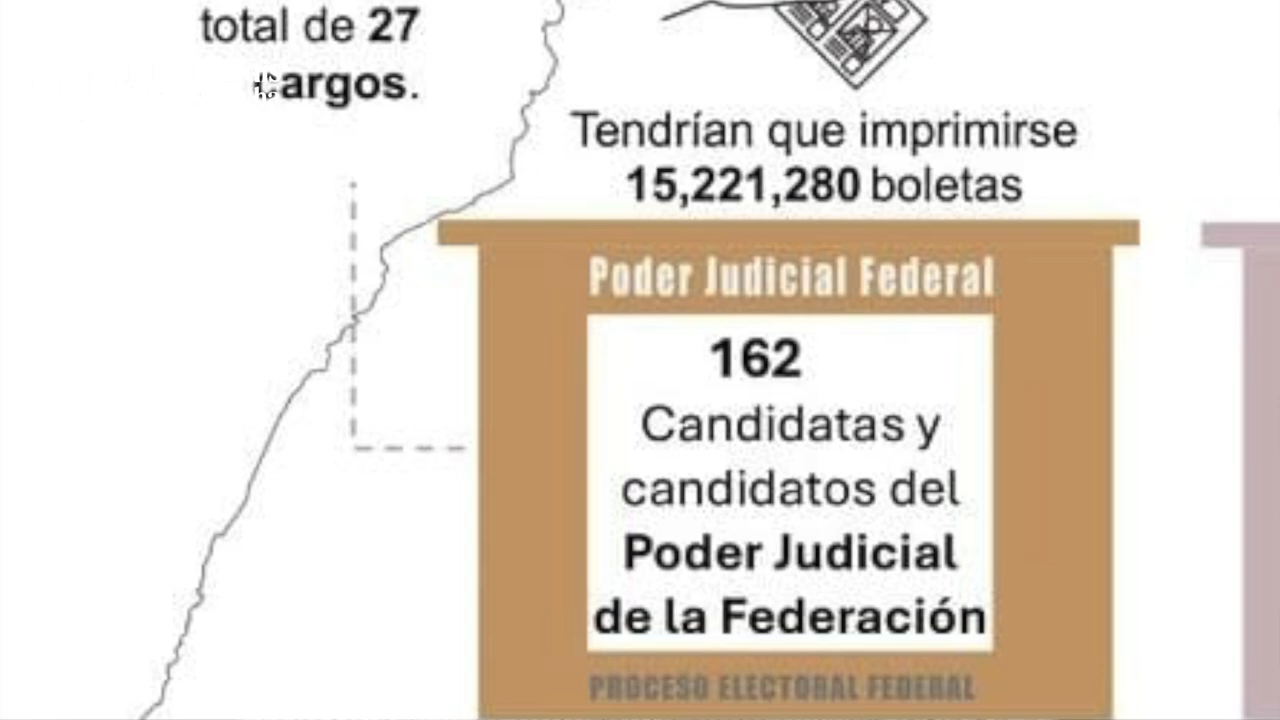 total de 27
cargos.
Tendrían que imprimirse
15,221,280 boletas
Poder Judicial Federal
162
Candidatas y
candidatos del
Poder Judicial
de la Federación
PROCESO ELECTORAL FEDERAL